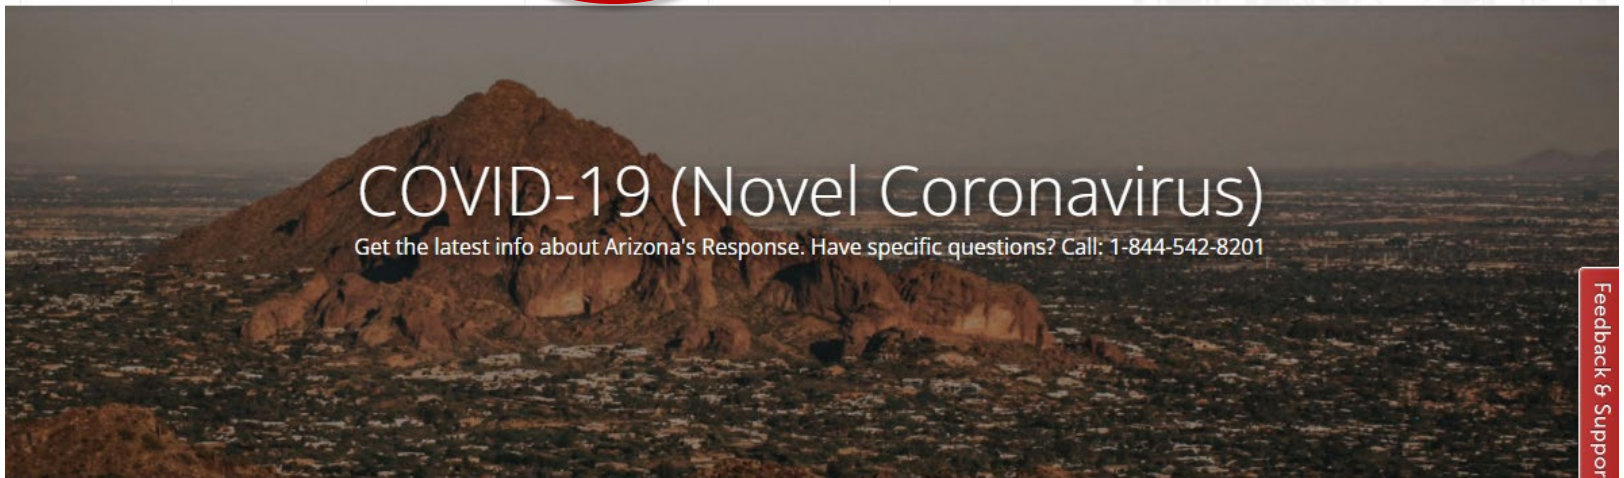 COVID-19 (Novel Coronavirus)
Get the latest info about Arizona's Response. Have specific questions? Call: 1-844-542-8201
Feedback & Suppor